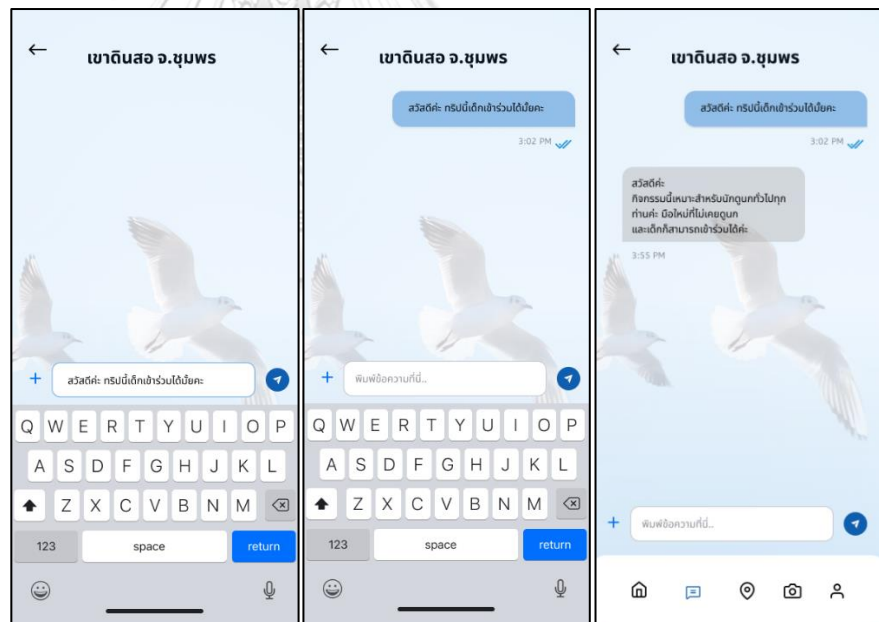 เขาดินสอ จ.ชุมพร
สวัสดีค่ะ ทริปนี้เด็กเข้าร่วมได้มั้ยคะ
Q W E R T Y U I O P
A S D F G H J K L
Z X C V B N M
123 space return
เขาดินสอ จ.ชุมพร
สวัสดีค่ะ ทริปนี้เด็กเข้าร่วมได้มั้ยคะ
3:02 PM
พิมพ์ข้อความที่นี่..
Q W E R T Y U I O P
A S D F G H J K L
Z X C V B N M
123 space return
เขาดินสอ จ.ชุมพร
สวัสดีค่ะ ทริปนี้เด็กเข้าร่วมได้มั้ยคะ
3:02 PM
สวัสดีค่ะ
กิจกรรมนี้เหมาะสำหรับนักดูนกทั่วไปทุก
ท่านค่ะ มือใหม่ที่ไม่เคยดูนก
และเด็กก็สามารถเข้าร่วมได้ค่ะ
3:55 PM
พิมพ์ข้อความที่นี่..